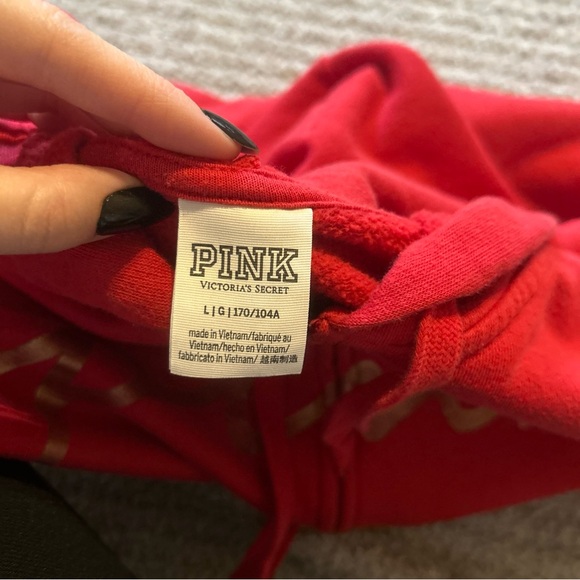 PINK
VICTORIA'S SECRET
L | G | 170/104A
made in Vietnam/fabriqué au
Vietnam/hecho en Vietnam/
fabbricato in Vietnam/ 越南制造